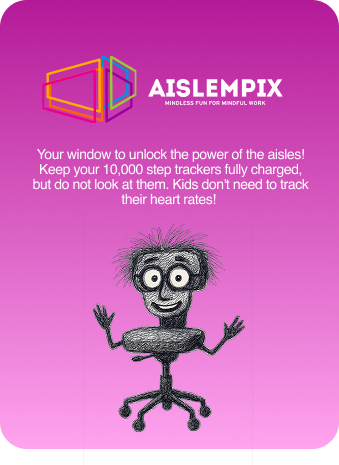 AISLEMPIX
MINDLESS FUN FOR MINDFUL WORK
Your window to unlock the power of the aisles!
Keep your 10,000 step trackers fully charged,
but do not look at them. Kids don't need to track
their heart rates!